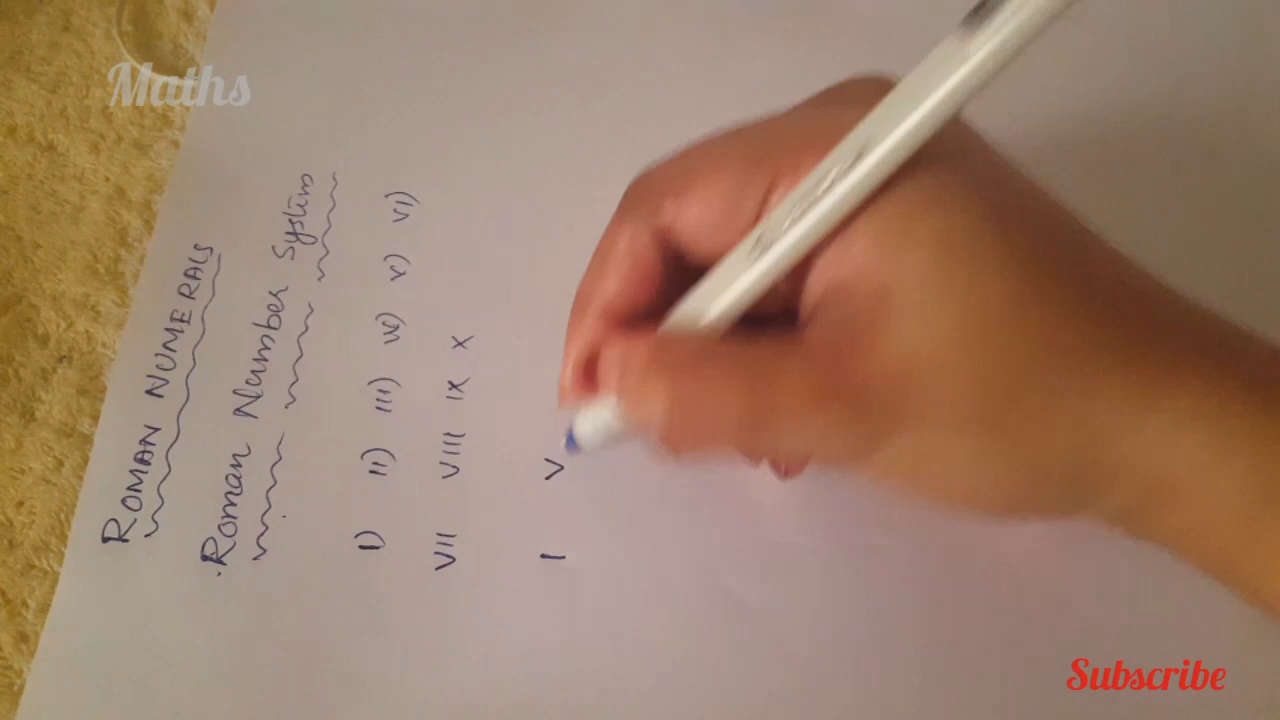 Maths
ROMAN NUMERALS
Roman Number System
I) II) III) IV) V) VI)
VII VIII IX X
I V
Subscribe